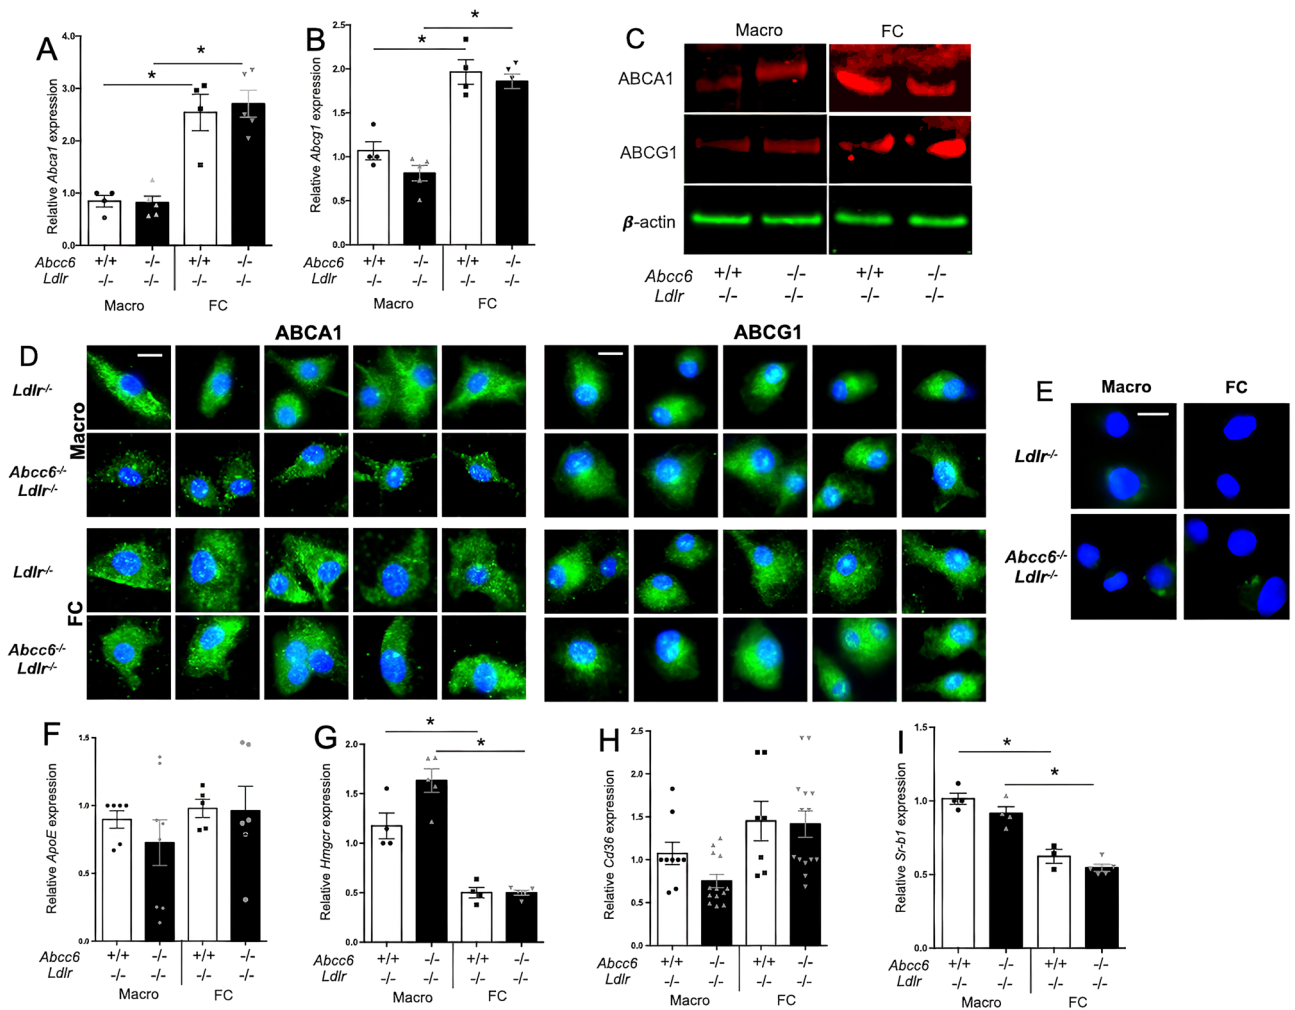 A
Relative Abca1 expression
4.0
3.0
2.0
1.0
0.0
* *
Abcc6 +/+ -/- +/+ -/-
Ldlr -/- -/- -/- -/-
Macro FC
B
Relative Abcg1 expression
2.5
2.0
1.5
1.0
0.5
0.0
* *
Abcc6 +/+ -/- +/+ -/-
Ldlr -/- -/- -/- -/-
Macro FC
C
Macro FC
ABCA1
ABCG1
β-actin
Abcc6 +/+ -/- +/+ -/-
Ldlr -/- -/- -/- -/-
D
ABCA1 ABCG1
Macro
Ldlr-/-
Abcc6-/-
Ldlr-/-
FC
Ldlr-/-
Abcc6-/-
Ldlr-/-
E
Macro FC
Ldlr-/-
Abcc6-/-
Ldlr-/-
F
Relative ApoE expression
1.5
1.0
0.5
0.0
Abcc6 +/+ -/- +/+ -/-
Ldlr -/- -/- -/- -/-
Macro FC
G
Relative Hmgcr expression
2.0
1.5
1.0
0.5
0.0
* *
Abcc6 +/+ -/- +/+ -/-
Ldlr -/- -/- -/- -/-
Macro FC
H
Relative Cd36 expression
2.5
2.0
1.5
1.0
0.5
0.0
Abcc6 +/+ -/- +/+ -/-
Ldlr -/- -/- -/- -/-
Macro FC
I
Relative Sr-b1 expression
1.5
1.0
0.5
0.0
* *
Abcc6 +/+ -/- +/+ -/-
Ldlr -/- -/- -/- -/-
Macro FC